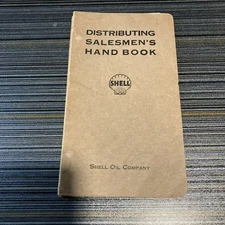 DISTRIBUTING
SALESMEN'S
HAND BOOK
SHELL
SHELL OIL COMPANY